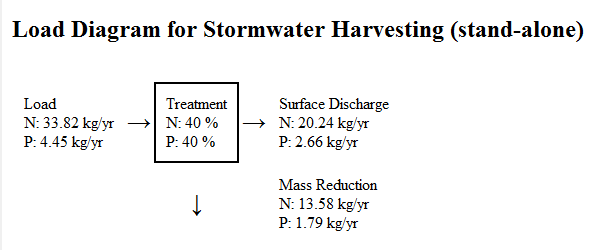 Load Diagram for Stormwater Harvesting (stand-alone)
Load
N: 33.82 kg/yr
P: 4.45 kg/yr
Treatment
N: 40 %
P: 40 %
Surface Discharge
N: 20.24 kg/yr
P: 2.66 kg/yr
Mass Reduction
N: 13.58 kg/yr
P: 1.79 kg/yr